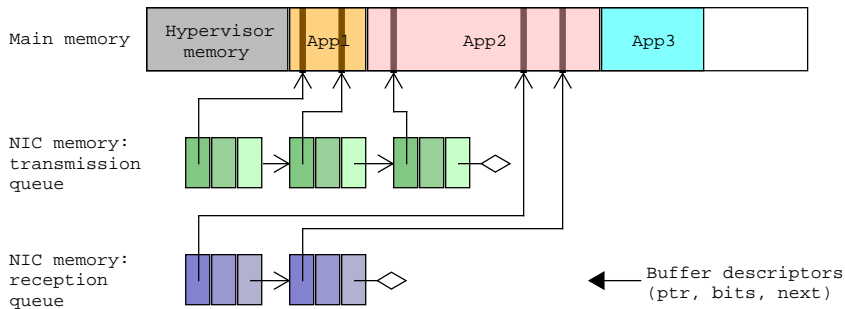 Main memory
Hypervisor
memory
App1
App2
App3
NIC memory:
transmission
queue
NIC memory:
reception
queue
Buffer descriptors
(ptr, bits, next)